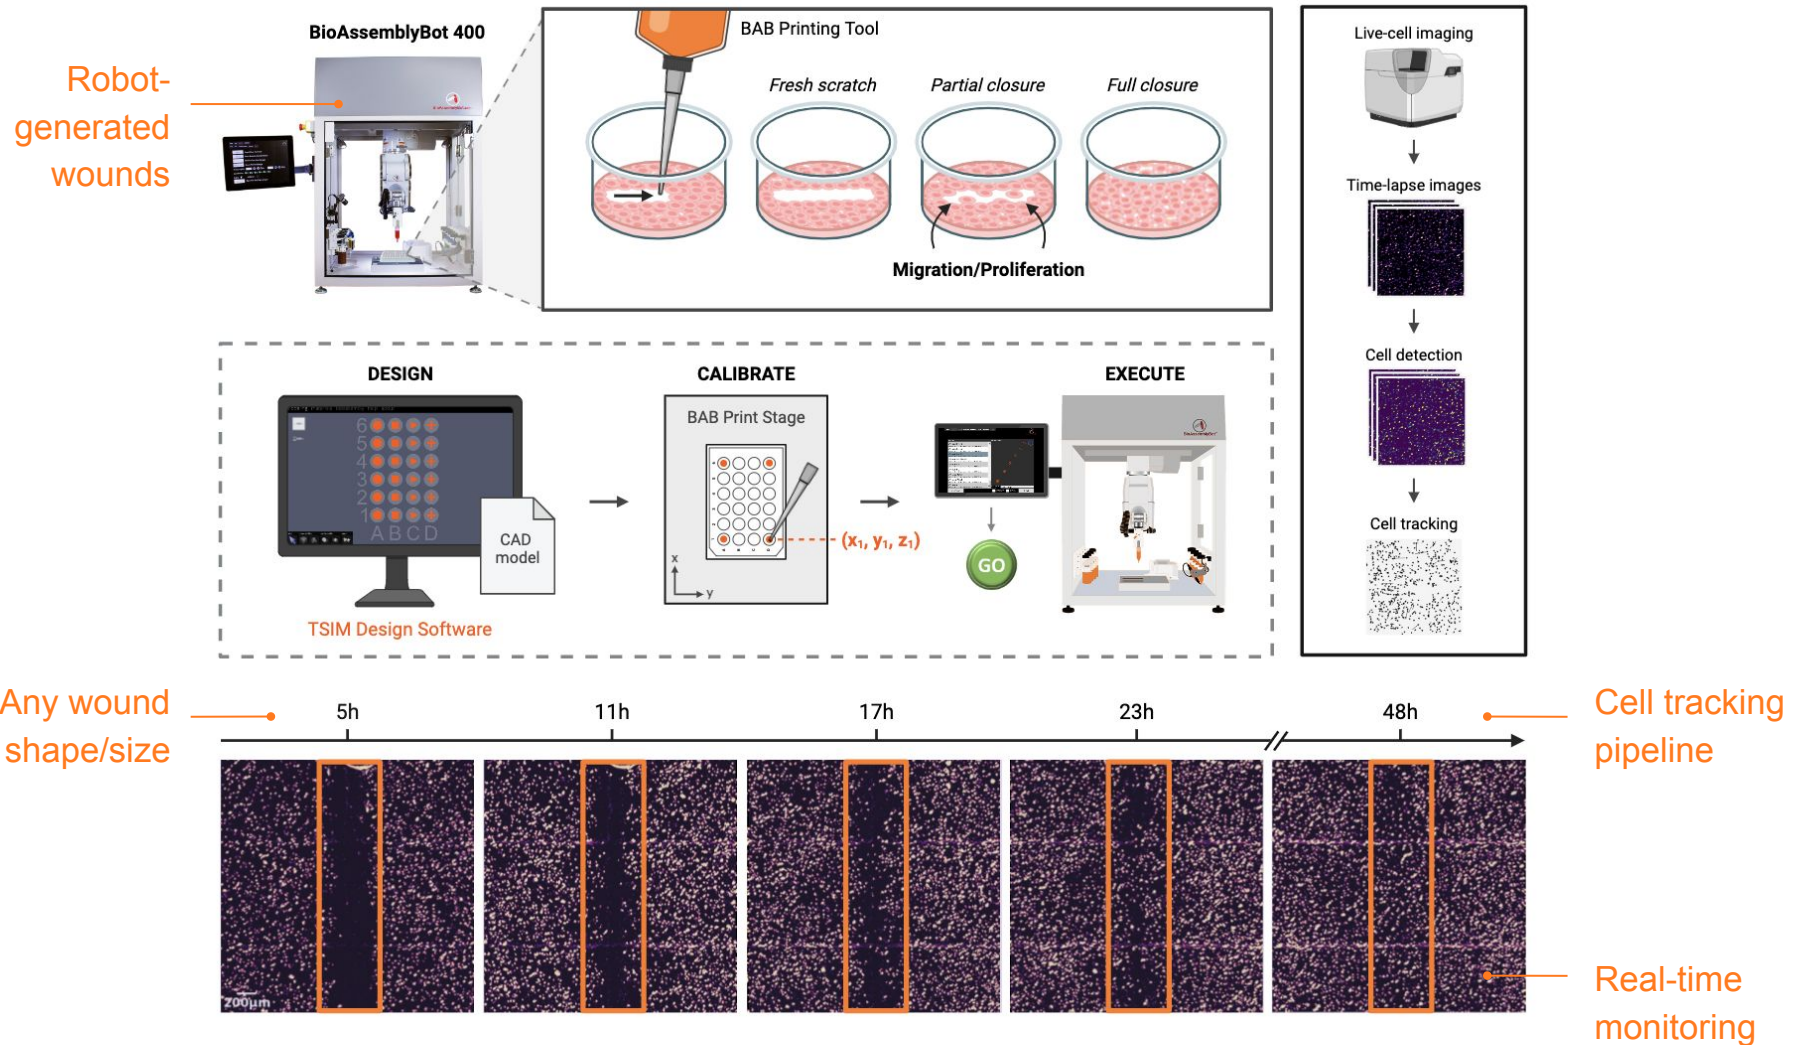 BioAssemblyBot 400
Robot-
generated
wounds
BAB Printing Tool
Fresh scratch
Partial closure
Full closure
Migration/Proliferation
Live-cell imaging
Time-lapse images
Cell detection
Cell tracking
DESIGN
6
5
4
3
2
1
A B C D
CAD
model
TSIM Design Software
CALIBRATE
BAB Print Stage
x
y
(x₁, y₁, z₁)
EXECUTE
GO
Any wound
shape/size
5h
11h
17h
23h
48h
Cell tracking
pipeline
200μm
Real-time
monitoring